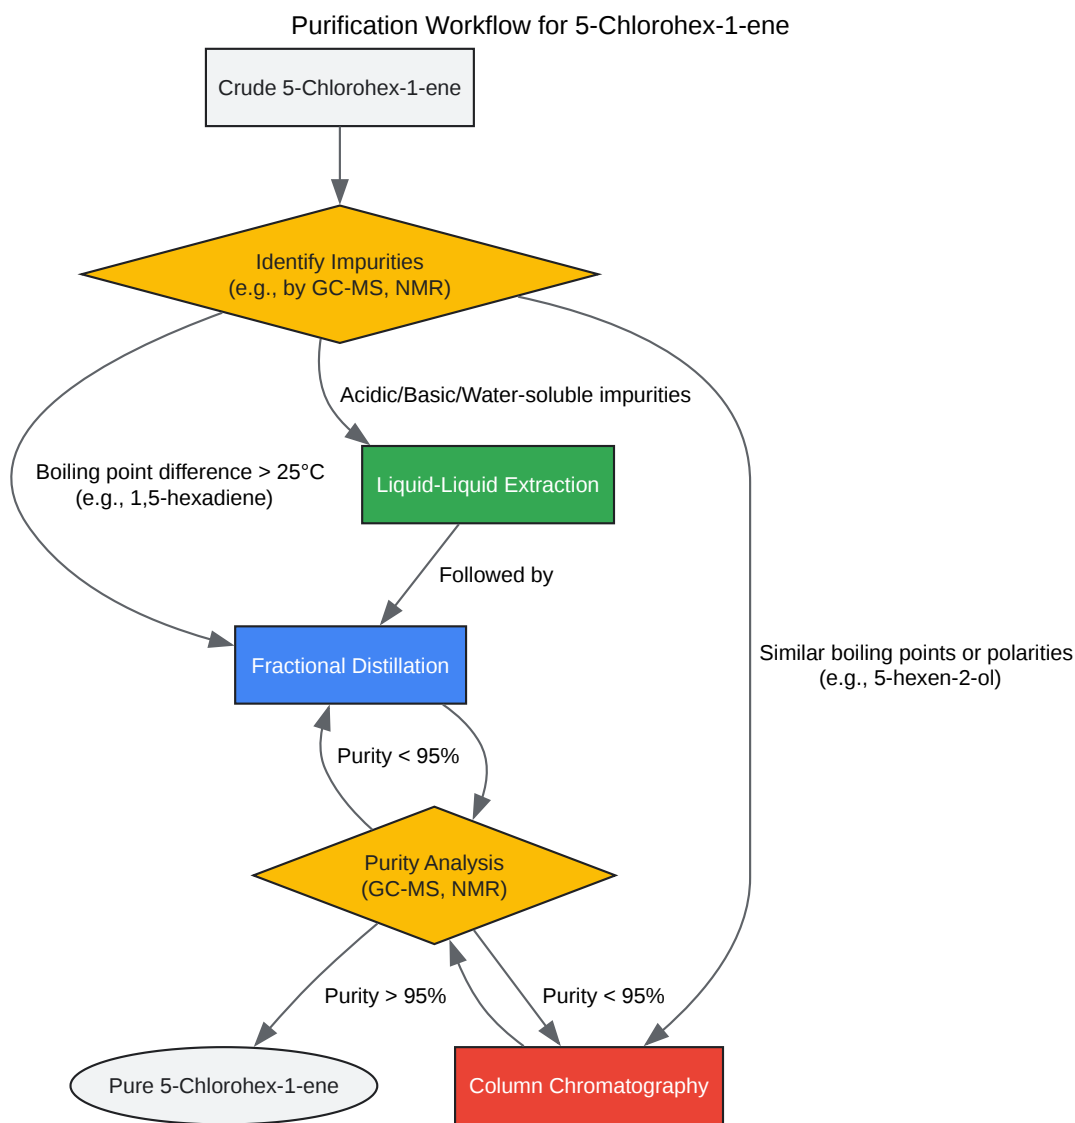 Purification Workflow for 5-Chlorohex-1-ene
Crude 5-Chlorohex-1-ene
Identify Impurities
(e.g., by GC-MS, NMR)
Acidic/Basic/Water-soluble impurities
Boiling point difference > 25°C
(e.g., 1,5-hexadiene)
Liquid-Liquid Extraction
Followed by
Similar boiling points or polarities
(e.g., 5-hexen-2-ol)
Fractional Distillation
Purity < 95%
Purity Analysis
(GC-MS, NMR)
Purity > 95%
Purity < 95%
Pure 5-Chlorohex-1-ene
Column Chromatography